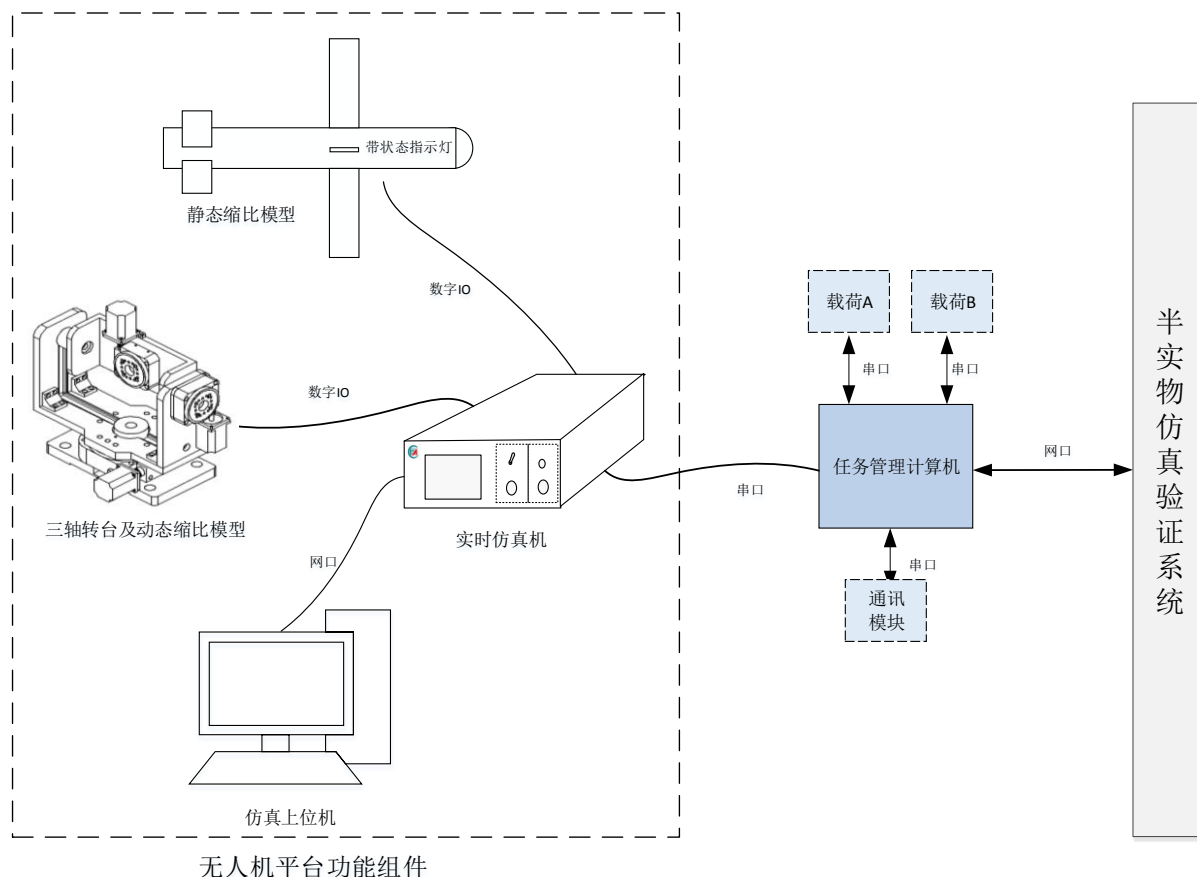 带状态指示灯
静态缩比模型
数字IO
数字IO
三轴转台及动态缩比模型
实时仿真机
网口
仿真上位机
无人机平台功能组件
载荷A
载荷B
串口
串口
任务管理计算机
网口
串口
串口
通讯
模块
半实物仿真验证系统